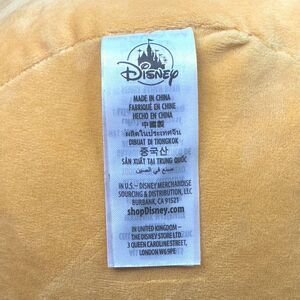 Disney
MADE IN CHINA
FABRIQUÉ EN CHINE
HECHO EN CHINA
中國製
ผลิตในประเทศจีน
DIBUAT DI TIONGKOK
중국산
SẢN XUẤT TẠI TRUNG QUỐC
صنع في الصين
IN U.S.– DISNEY MERCHANDISE
SOURCING & DISTRIBUTION, LLC
BURBANK, CA 91521
shopDisney.com
IN UNITED KINGDOM –
THE DISNEY STORE LTD.
3 QUEEN CAROLINE STREET,
LONDON W6 9PE